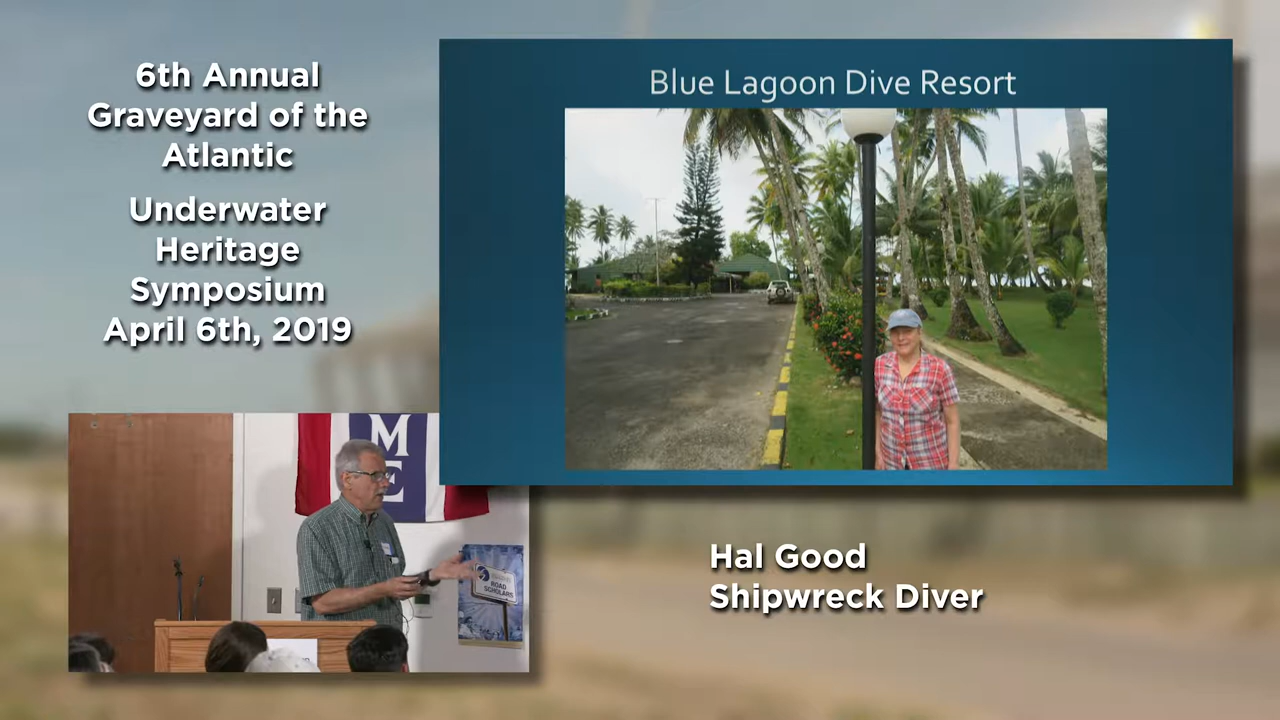 6th Annual
Graveyard of the
Atlantic
Underwater
Heritage
Symposium
April 6th, 2019
Blue Lagoon Dive Resort
M
E
ROAD
SCHOLARS
Hal Good
Shipwreck Diver